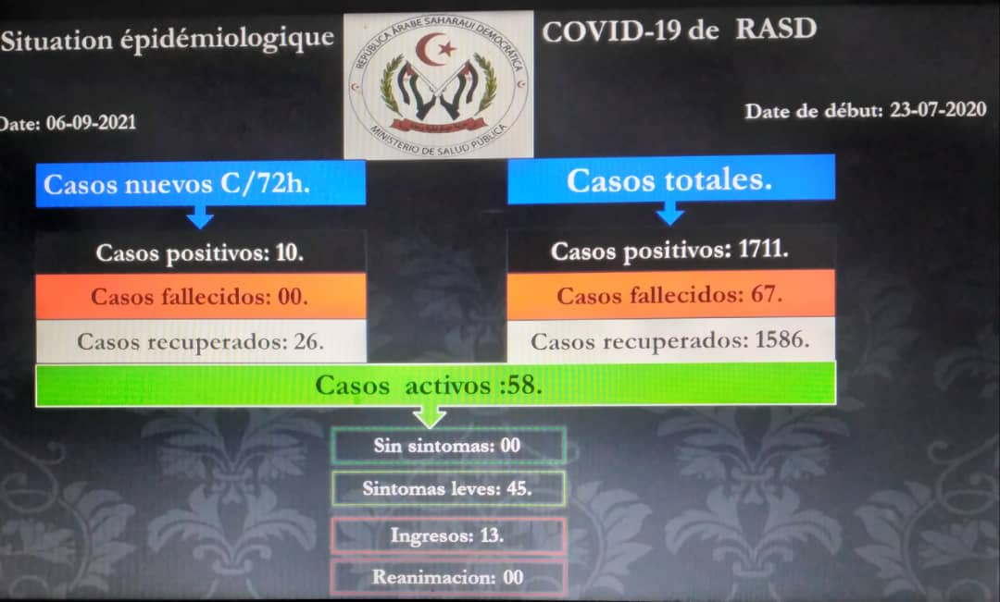 Situation épidémiologique
COVID-19 de RASD
REPÚBLICA ÁRABE SAHARAUI DEMOCRÁTICA
MINISTERIO DE SALUD PÚBLICA
Date: 06-09-2021
Date de début: 23-07-2020
Casos nuevos C/72h.
Casos positivos: 10.
Casos fallecidos: 00.
Casos recuperados: 26.
Casos totales.
Casos positivos: 1711.
Casos fallecidos: 67.
Casos recuperados: 1586.
Casos activos :58.
Sin sintomas: 00
Sintomas leves: 45.
Ingresos: 13.
Reanimacion: 00